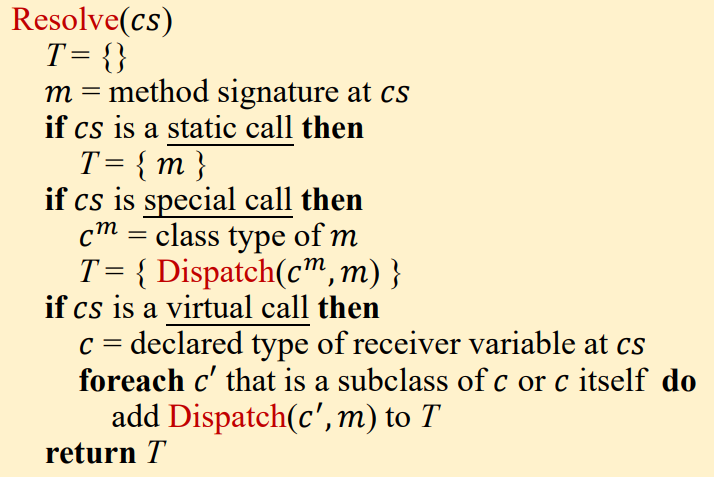 Resolve(cs)
T = {}
m = method signature at cs
if cs is a static call then
T = { m }
if cs is special call then
cᵐ = class type of m
T = { Dispatch(cᵐ, m) }
if cs is a virtual call then
c = declared type of receiver variable at cs
foreach c′ that is a subclass of c or c itself do
add Dispatch(c′, m) to T
return T